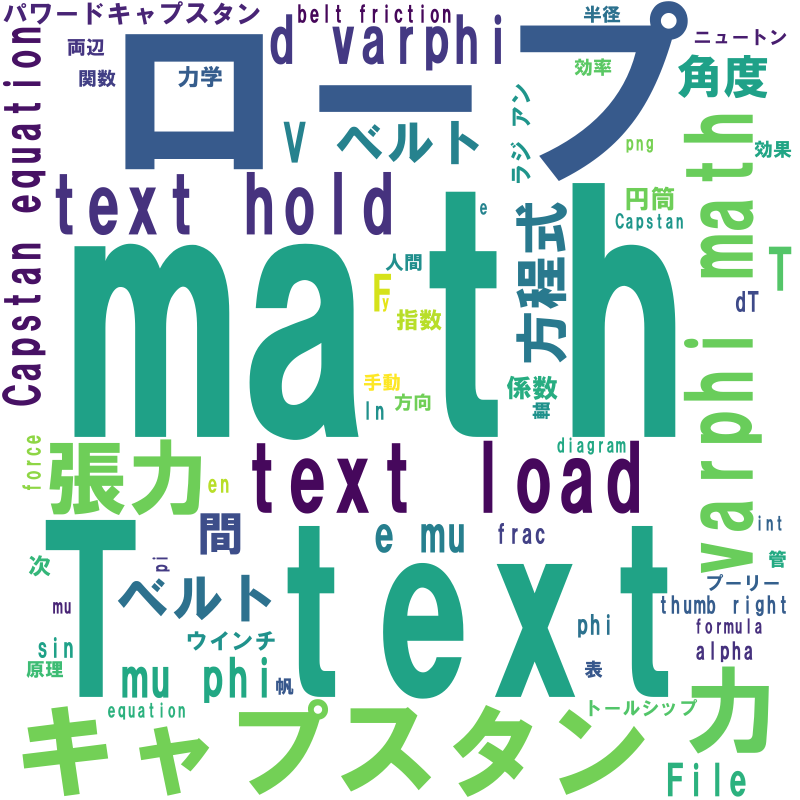 パワードキャプスタン
belt friction
半径
両辺
d varphi
ニュートン
関数
力学
ロープ
効率
角度
V ベルト
ラジアン
png
効果
Capstan equation
text hold
e
方程式
円筒
Capstan
varphi math
math
人間
T
F
y
dT
指数
手動
係数
ln
方向
軸
force
張力
en
text load
diagram
間
e mu
frac
int
次
pi
管
T text
ベルト
プーリー
mu
thumb right
sin
ウインチ
phi
formula
原理
mu phi
帆
表
alpha
equation
トールシップ
力
キャプスタン
File